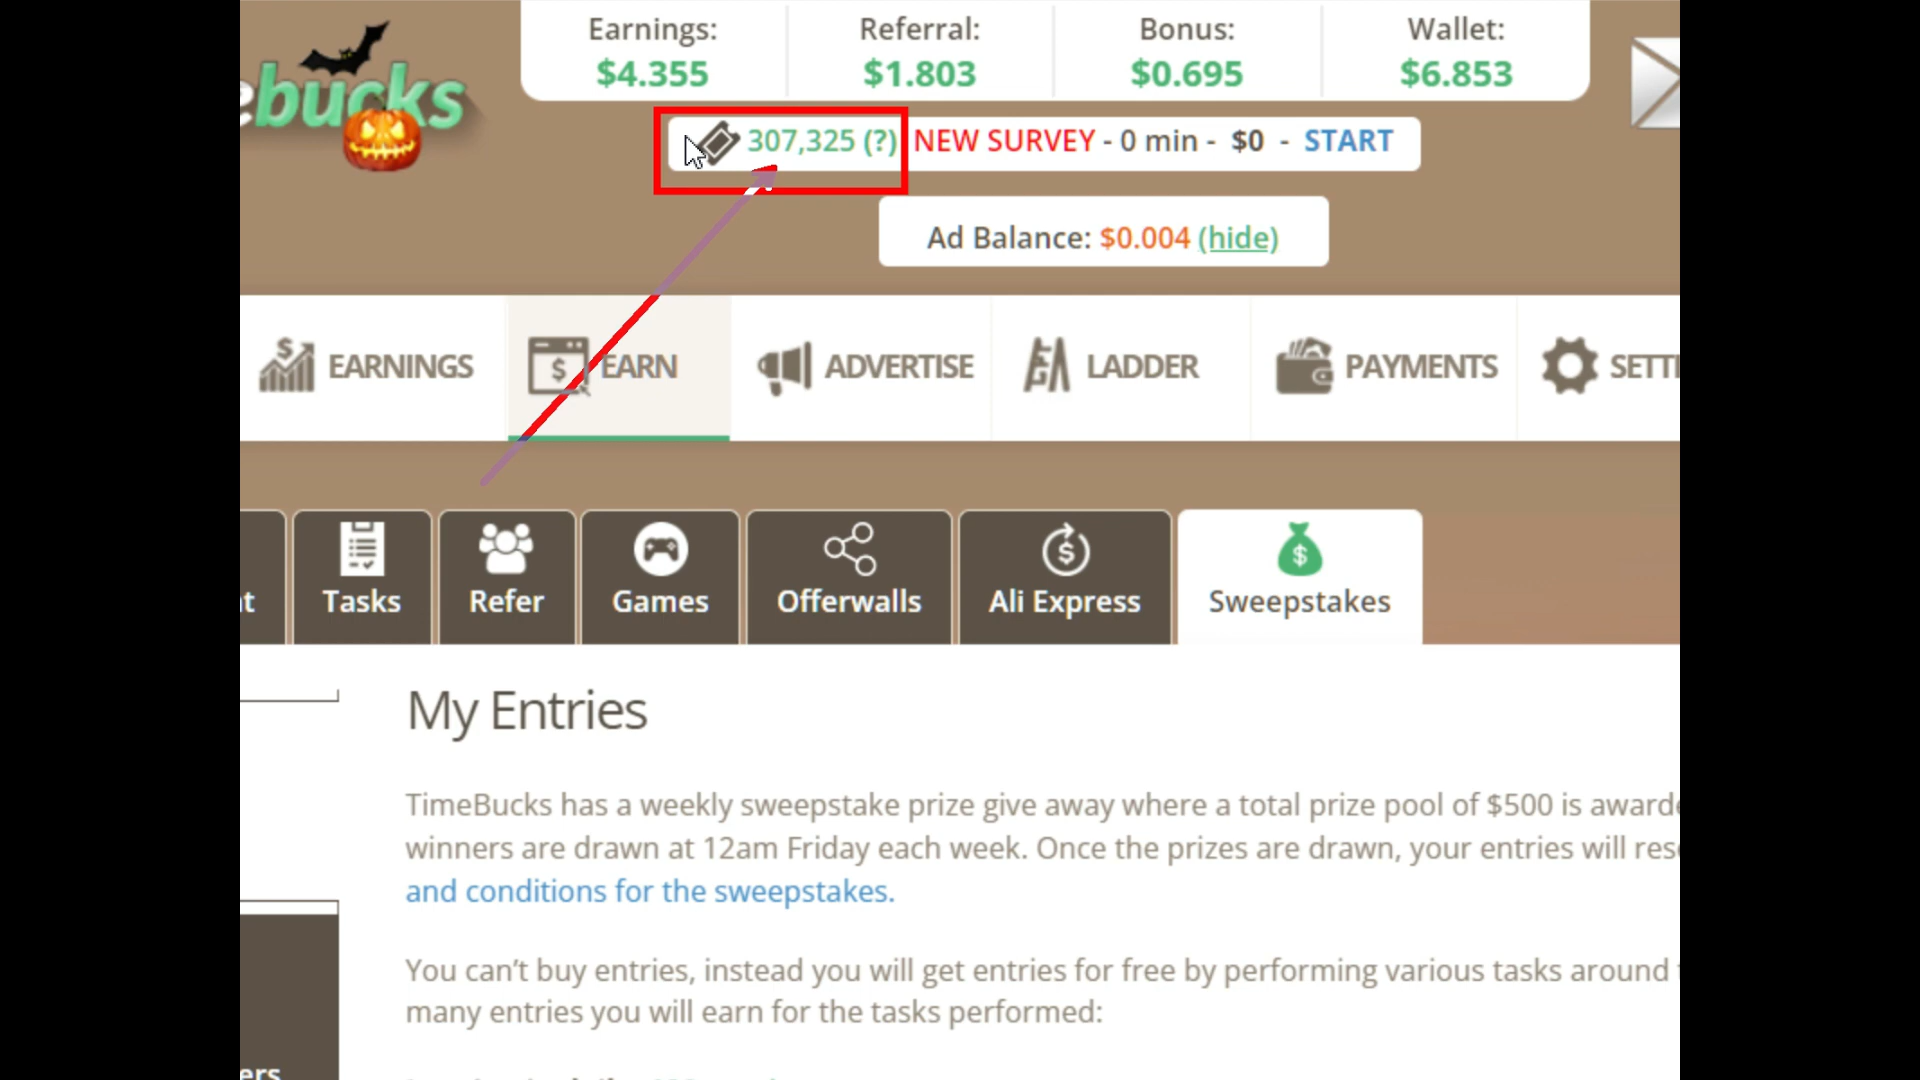 ebucks
Earnings:
$4.355
Referral:
$1.803
Bonus:
$0.695
Wallet:
$6.853
307,325 (?) NEW SURVEY - 0 min - $0 - START
Ad Balance: $0.004 (hide)
EARNINGS
EARN
ADVERTISE
LADDER
PAYMENTS
SETTI
Tasks
Refer
Games
Offerwalls
Ali Express
Sweepstakes
My Entries
TimeBucks has a weekly sweepstake prize give away where a total prize pool of $500 is award
winners are drawn at 12am Friday each week. Once the prizes are drawn, your entries will res
and conditions for the sweepstakes.
You can't buy entries, instead you will get entries for free by performing various tasks around
many entries you will earn for the tasks performed:
ers